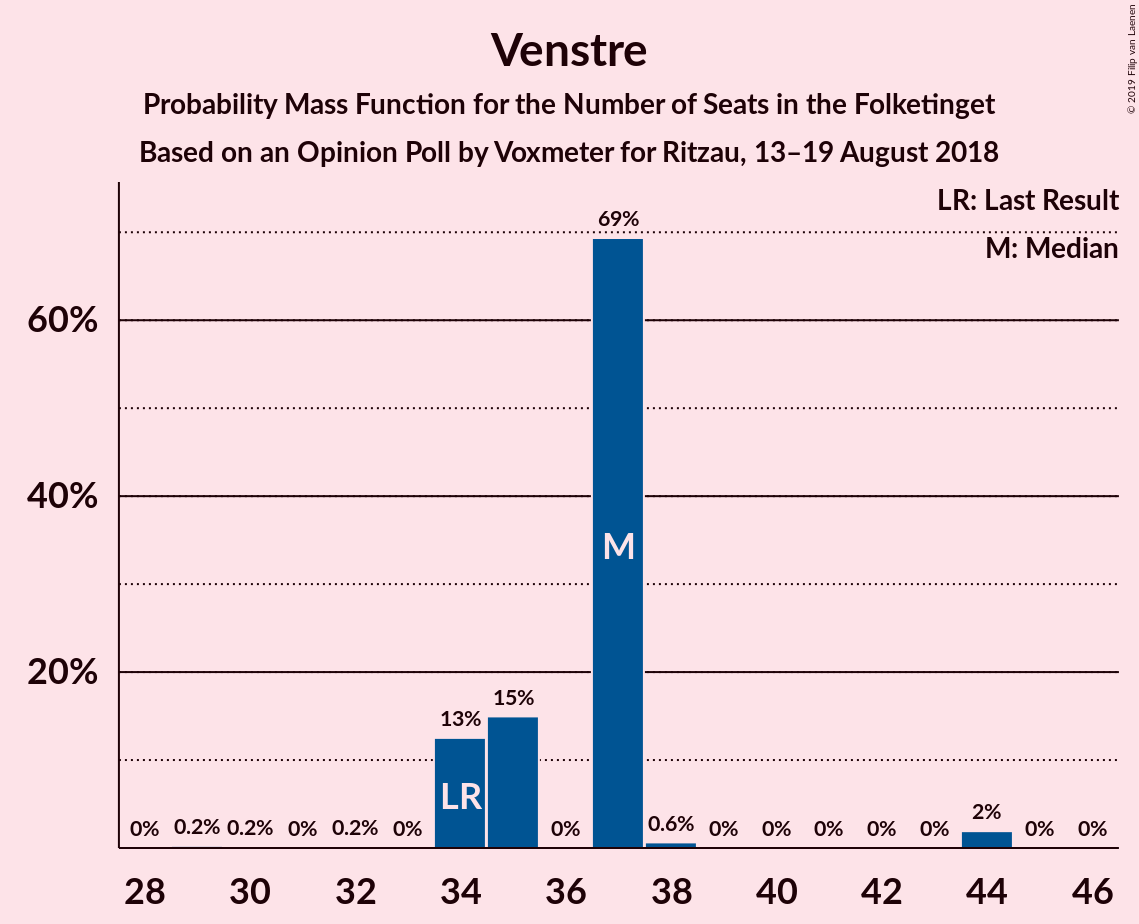 Venstre
Probability Mass Function for the Number of Seats in the Folketinget
Based on an Opinion Poll by Voxmeter for Ritzau, 13–19 August 2018
© 2019 Filip van Laenen
LR: Last Result
M: Median
60%
40%
20%
0% 0.2% 0.2% 0% 0.2% 0% 13% 15% 0% 69% 0.6% 0% 0% 0% 0% 0% 2% 0% 0%
LR
M
28 30 32 34 36 38 40 42 44 46